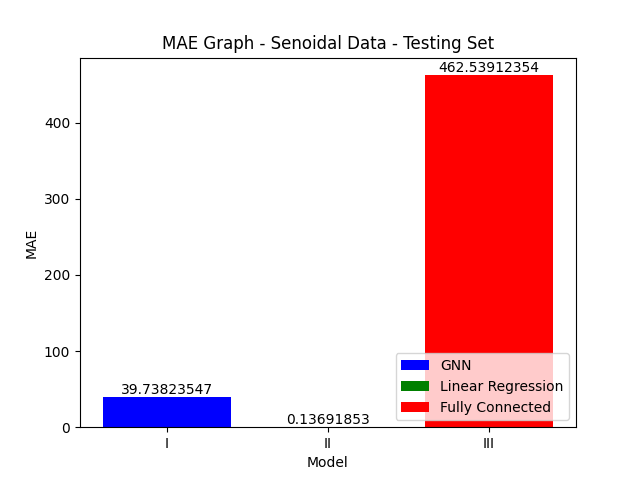 MAE Graph - Senoidal Data - Testing Set
462.53912354
400
300
MAE
200
100
39.73823547
0.13691853
0
GNN
Linear Regression
Fully Connected
I
II
III
Model